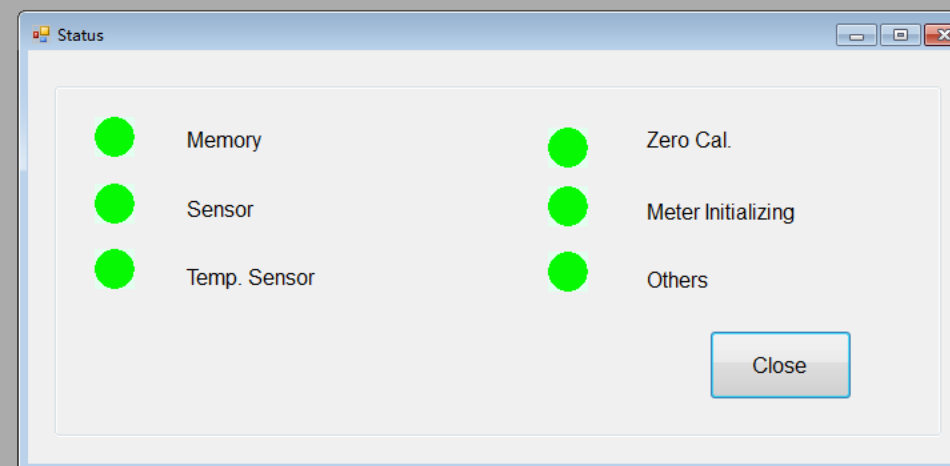 Status
Memory
Zero Cal.
Sensor
Meter Initializing
Temp. Sensor
Others
Close